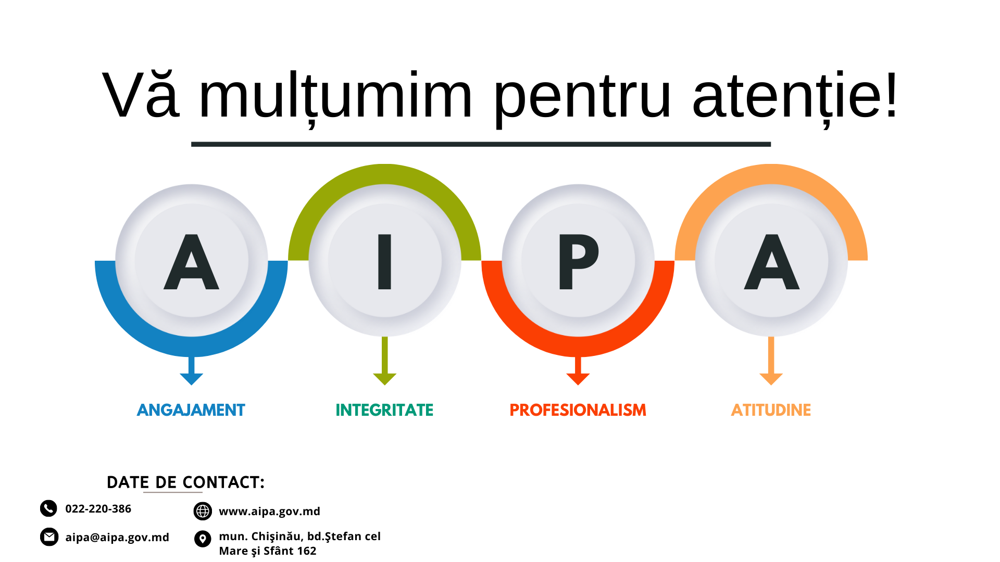 Vă mulțumim pentru atenție!
A I P A
ANGAJAMENT INTEGRITATE PROFESIONALISM ATITUDINE
DATE DE CONTACT:
022-220-386
www.aipa.gov.md
aipa@aipa.gov.md
mun. Chişinău, bd.Ştefan cel
Mare şi Sfânt 162